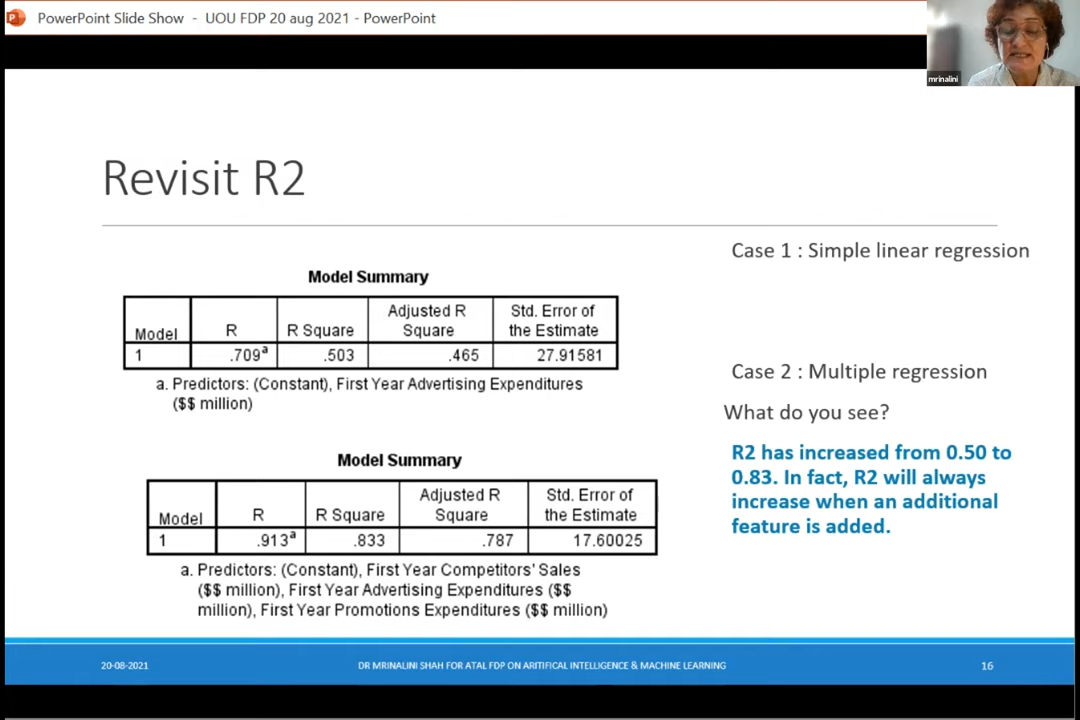 PowerPoint Slide Show - UOU FDP 20 aug 2021 - PowerPoint
mrinalini
Revisit R2
Case 1 : Simple linear regression
Model Summary
Model R R Square Adjusted R Square Std. Error of the Estimate
1 .709a .503 .465 27.91581
a. Predictors: (Constant), First Year Advertising Expenditures
($$ million)
Case 2 : Multiple regression
What do you see?
R2 has increased from 0.50 to
0.83. In fact, R2 will always
increase when an additional
feature is added.
Model Summary
Model R R Square Adjusted R Square Std. Error of the Estimate
1 .913a .833 .787 17.60025
a. Predictors: (Constant), First Year Competitors' Sales
($$ million), First Year Advertising Expenditures ($$
million), First Year Promotions Expenditures ($$ million)
20-08-2021 DR MRINALINI SHAH FOR ATAL FDP ON ARITIFICAL INTELLIGENCE & MACHINE LEARNING 16